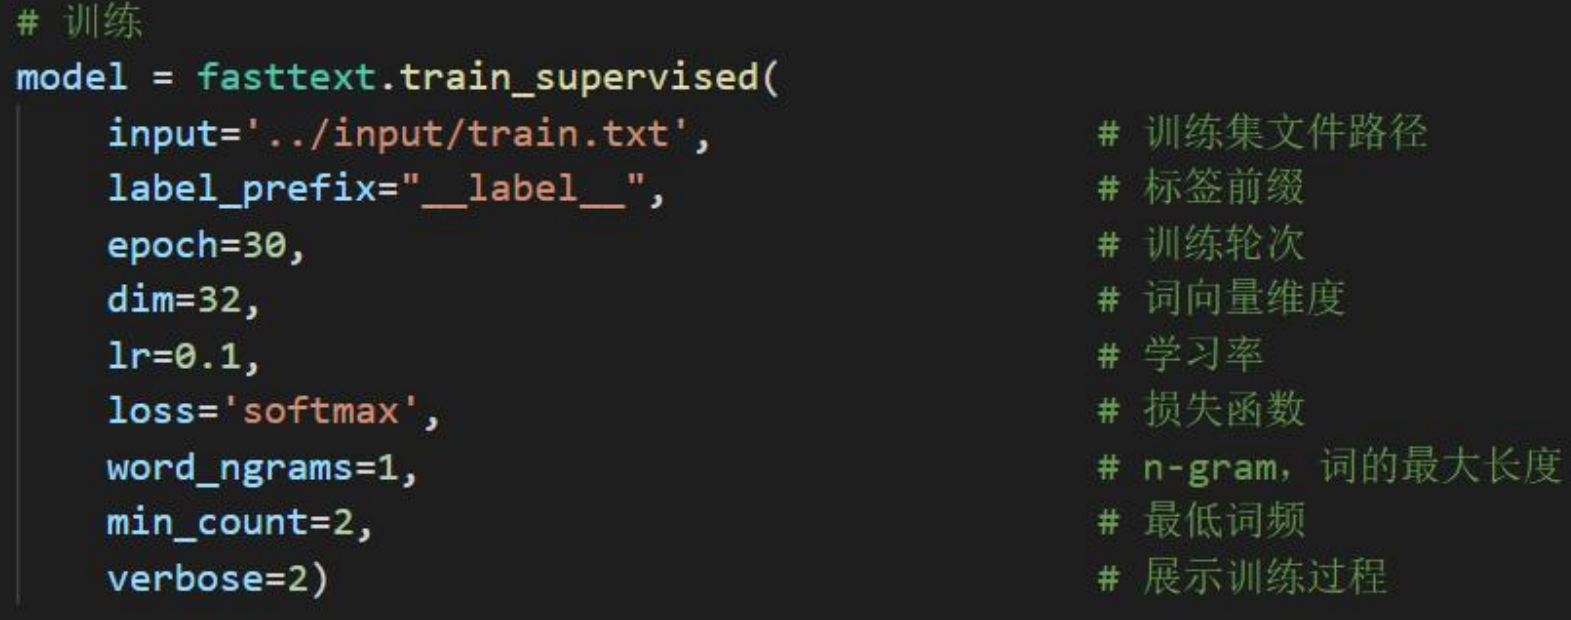 # 训练
model = fasttext.train_supervised(
    input='../input/train.txt', # 训练集文件路径
    label_prefix="__label__", # 标签前缀
    epoch=30, # 训练轮次
    dim=32, # 词向量维度
    lr=0.1, # 学习率
    loss='softmax', # 损失函数
    word_ngrams=1, # n-gram，词的最大长度
    min_count=2, # 最低词频
    verbose=2) # 展示训练过程